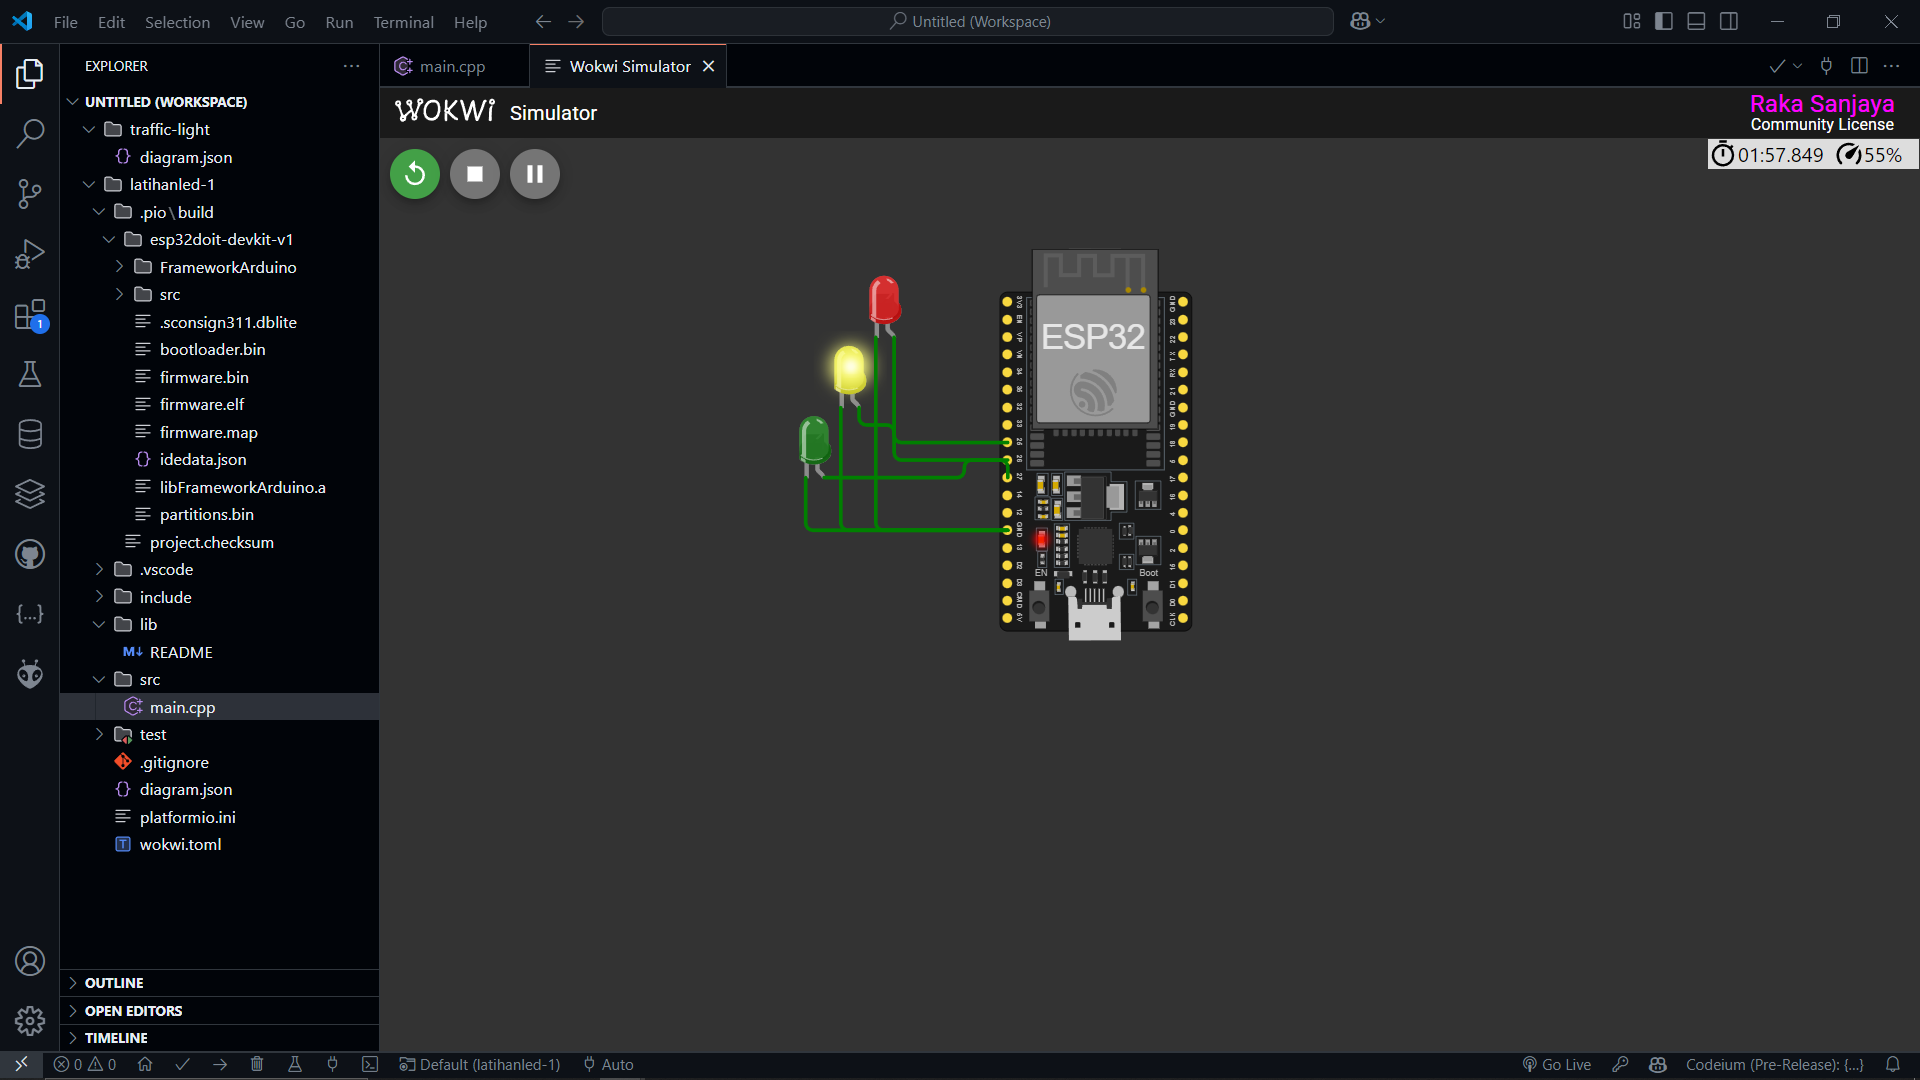 File Edit Selection View Go Run Terminal Help
Untitled (Workspace)
EXPLORER
UNTITLED (WORKSPACE)
traffic-light
diagram.json
latihanled-1
.pio\build
esp32doit-devkit-v1
FrameworkArduino
src
.sconsign311.dblite
bootloader.bin
firmware.bin
firmware.elf
firmware.map
idedata.json
libFrameworkArduino.a
partitions.bin
project.checksum
.vscode
include
lib
README
src
main.cpp
test
.gitignore
diagram.json
platformio.ini
wokwi.toml
OUTLINE
OPEN EDITORS
TIMELINE
1
main.cpp
Wokwi Simulator
WOKWi Simulator
Raka Sanjaya
Community License
01:57.849 55%
ESP32
EN
Boot
0 0
Default (latihanled-1)
Auto
Go Live
Codeium (Pre-Release): {...}